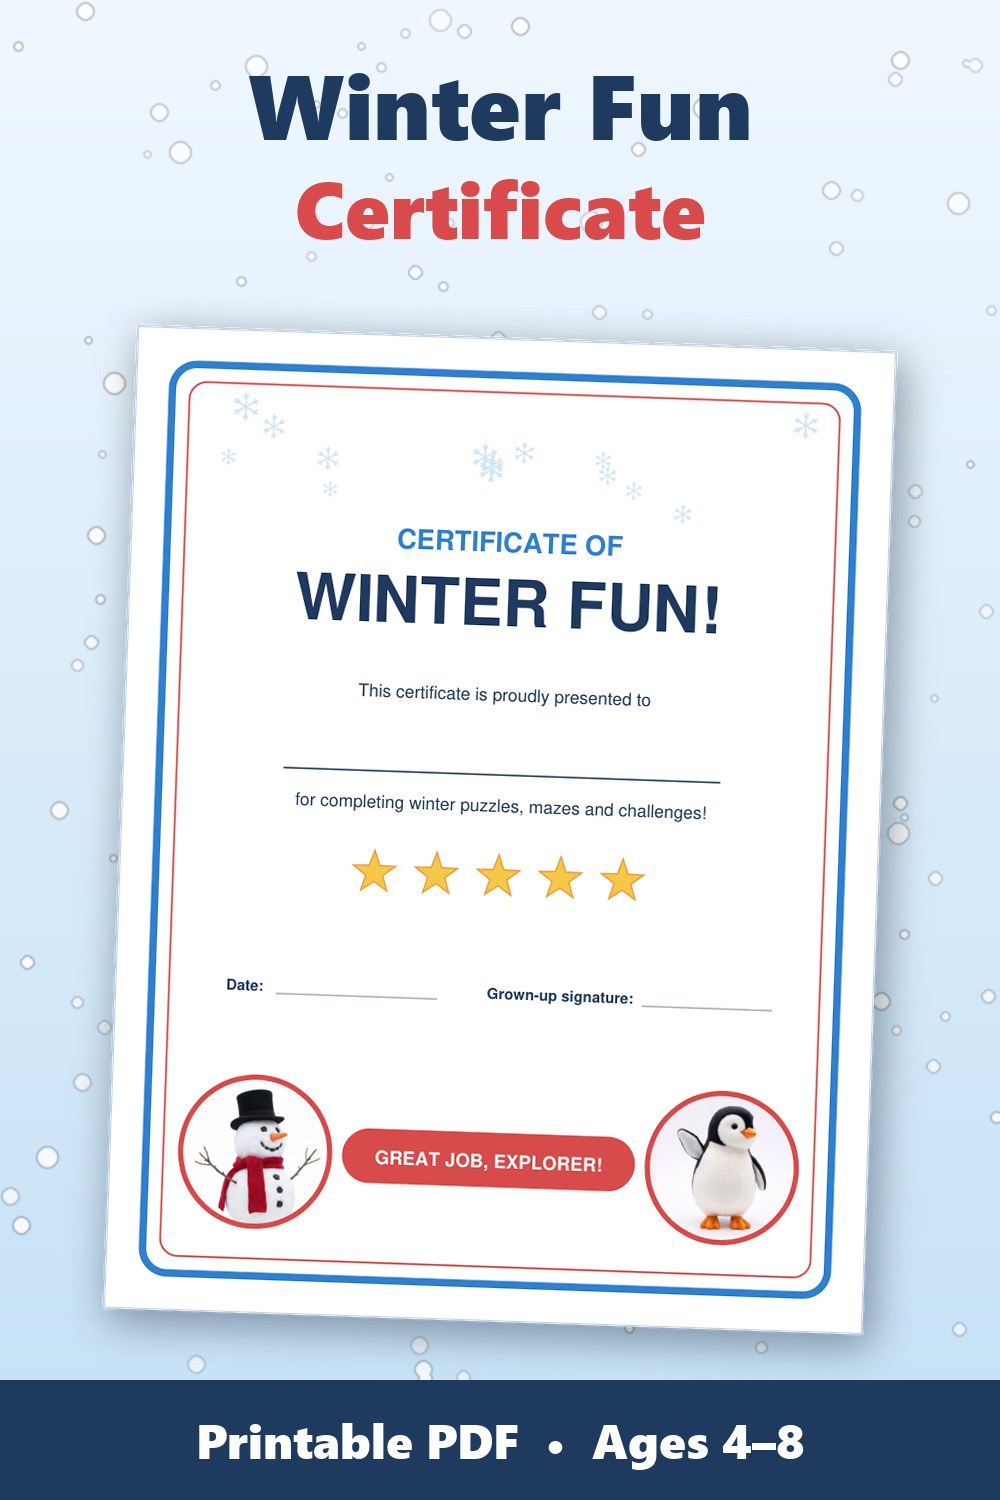 Winter Fun
Certificate
CERTIFICATE OF
WINTER FUN!
This certificate is proudly presented to
for completing winter puzzles, mazes and challenges!
Date:
Grown-up signature:
GREAT JOB, EXPLORER!
Printable PDF • Ages 4–8